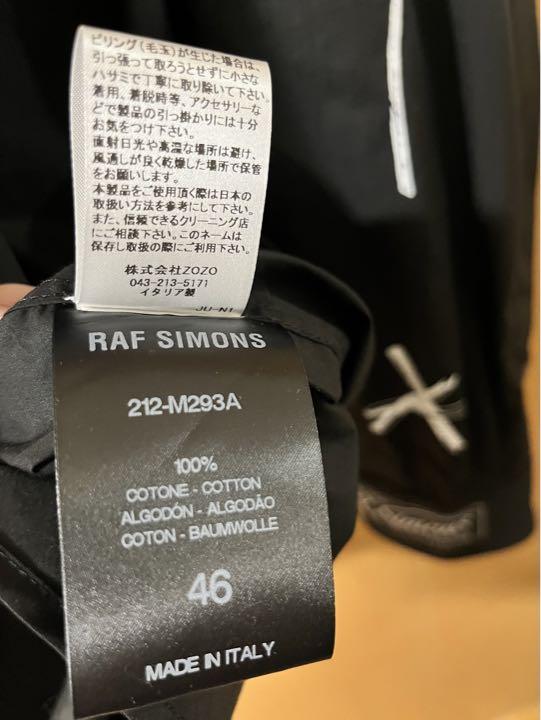 ピリング(毛玉)が生じた場合は、
引っ張って取ろうとせずに小さな
ハサミで丁寧に取り除いて下さい。
着用、着脱時等、アクセサリーな
どで製品の引っ掛かりには十分
お気をつけ下さい。
直射日光や高温な場所は避け、
風通しが良く乾燥した場所で保管
をお願いします。
本製品をご使用頂く際は日本の
取扱い方法を参考にして下さい。
また、信頼できるクリーニング店
にご相談下さい。このネームは
保存し取扱の際にご利用下さい。
株式会社ZOZO
043-213-5171
イタリア製
JU-N1
RAF SIMONS
212-M293A
100%
COTONE - COTTON
ALGODÓN - ALGODÃO
COTON - BAUMWOLLE
46
MADE IN ITALY